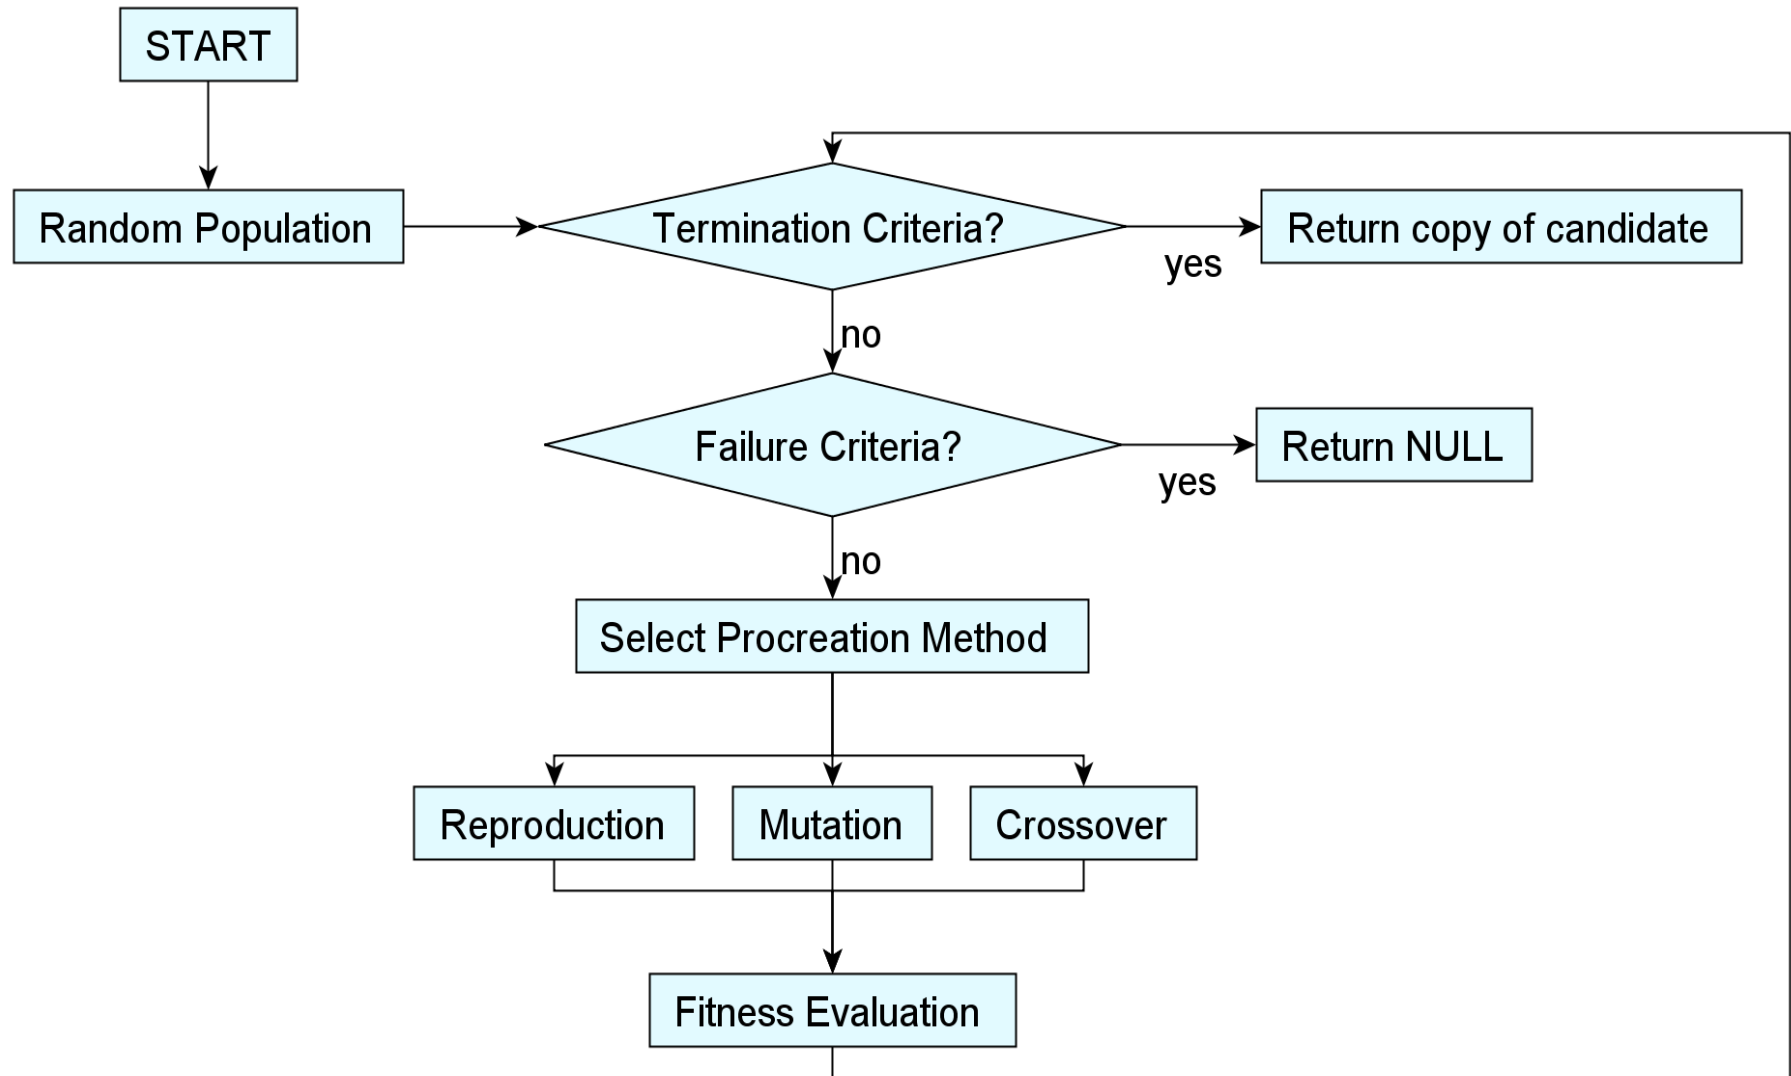 START
Random Population
Termination Criteria?
Return copy of candidate
yes
no
Failure Criteria?
Return NULL
yes
no
Select Procreation Method
Reproduction
Mutation
Crossover
Fitness Evaluation